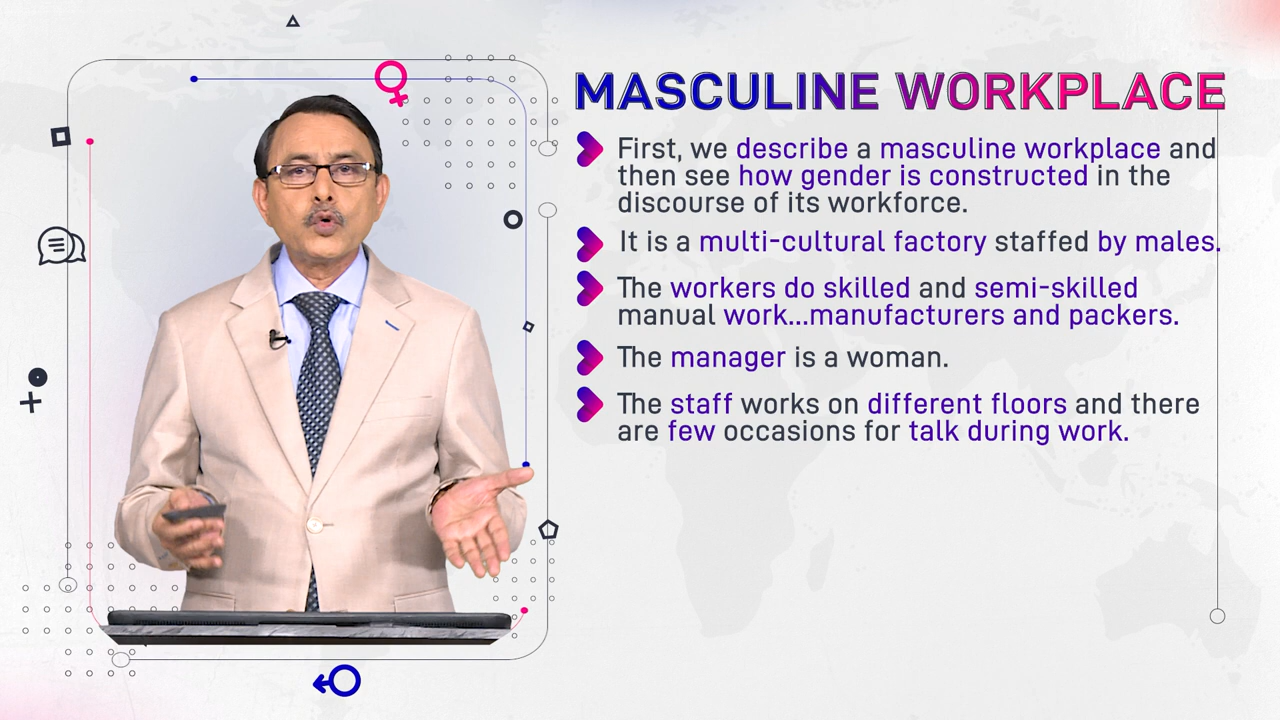 MASCULINE WORKPLACE
First, we describe a masculine workplace and
then see how gender is constructed in the
discourse of its workforce.
It is a multi-cultural factory staffed by males.
The workers do skilled and semi-skilled
manual work...manufacturers and packers.
The manager is a woman.
The staff works on different floors and there
are few occasions for talk during work.